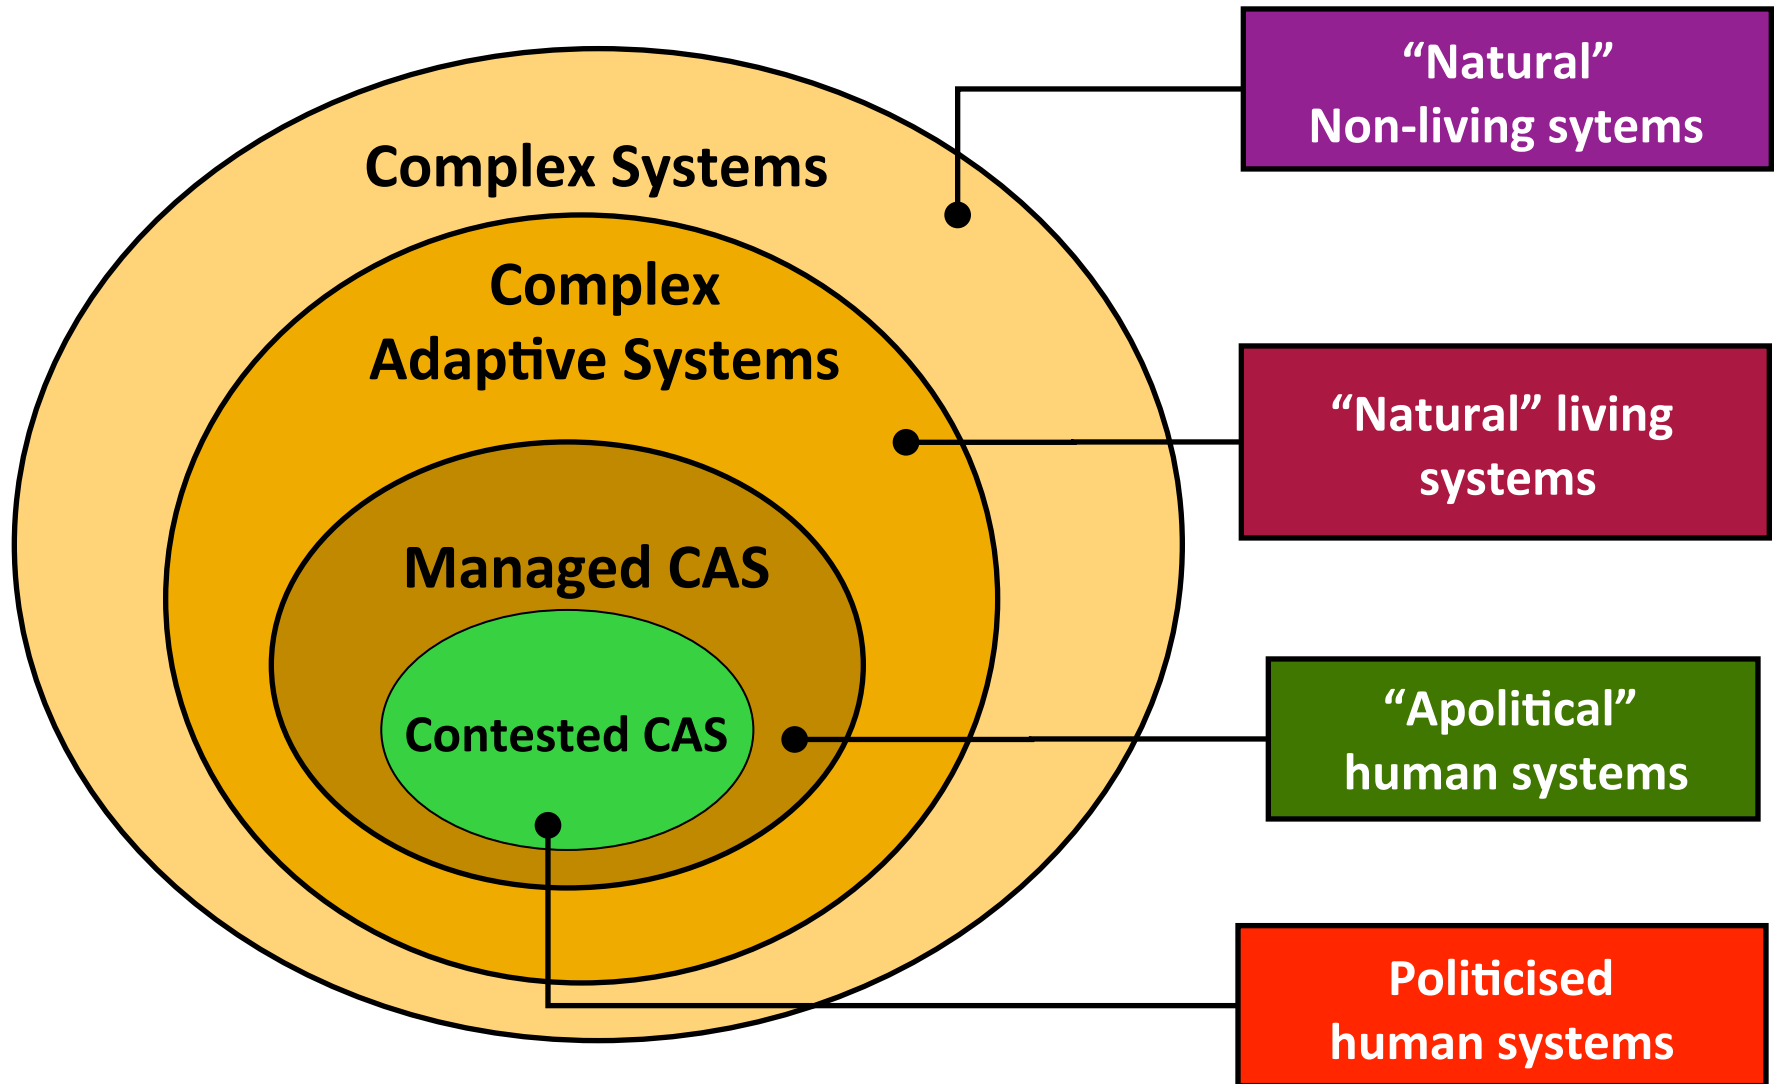 Complex Systems
Complex
Adaptive Systems
Managed CAS
Contested CAS
“Natural”
Non-living sytems
“Natural” living
systems
“Apolitical”
human systems
Politicised
human systems